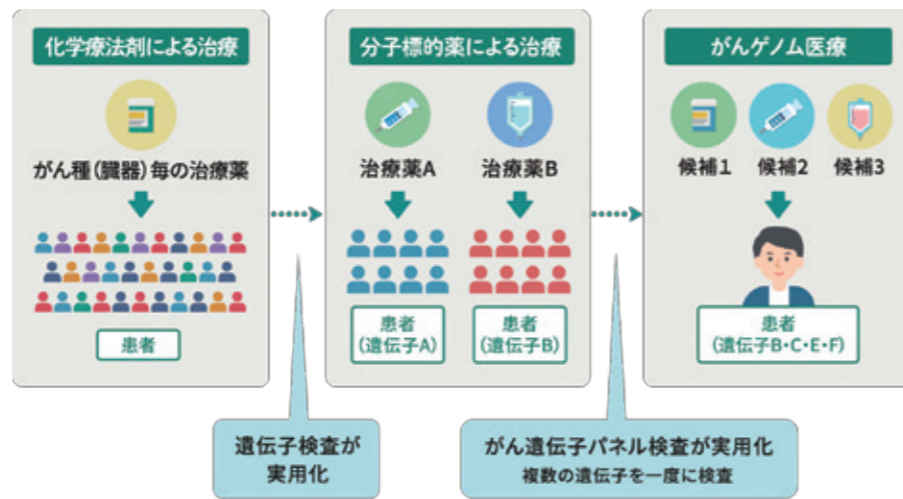 化学療法剤による治療
がん種(臓器)毎の治療薬
患者
分子標的薬による治療
治療薬A
治療薬B
患者
(遺伝子A)
患者
(遺伝子B)
がんゲノム医療
候補1
候補2
候補3
患者
(遺伝子B・C・E・F)
遺伝子検査が
実用化
がん遺伝子パネル検査が実用化
複数の遺伝子を一度に検査